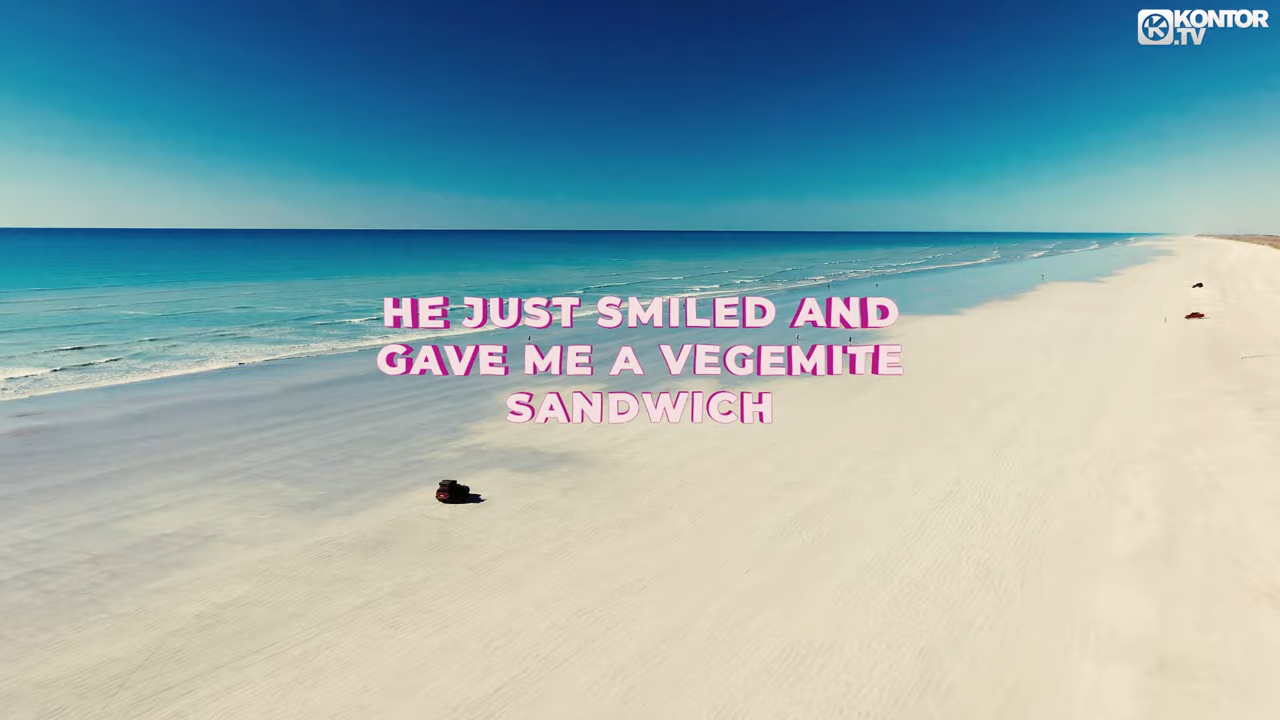 KONTOR
.TV
HE JUST SMILED AND
GAVE ME A VEGEMITE
SANDWICH